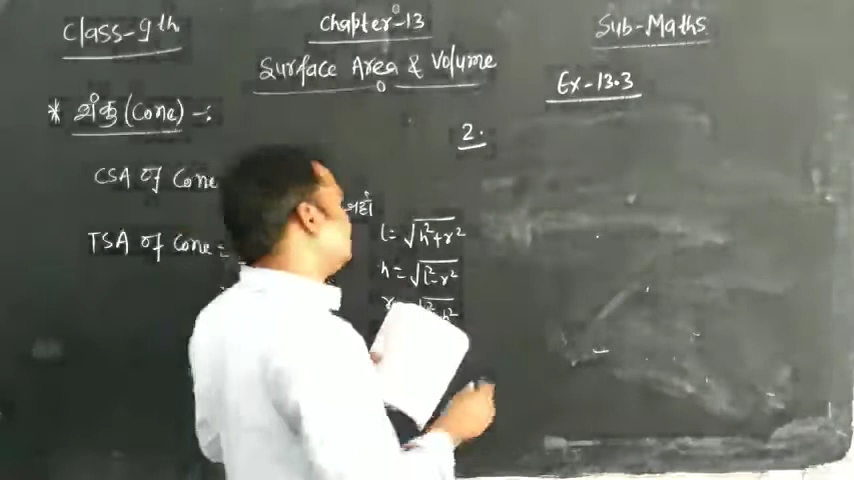 Class-9th
Chapter-13
Sub-Maths
Surface Area & Volume
Ex-13.3
* शंकु (Cone) -:
2.
CSA of Cone
जहाँ
l = √h²+r²
TSA of Cone =
h = √l²-r²